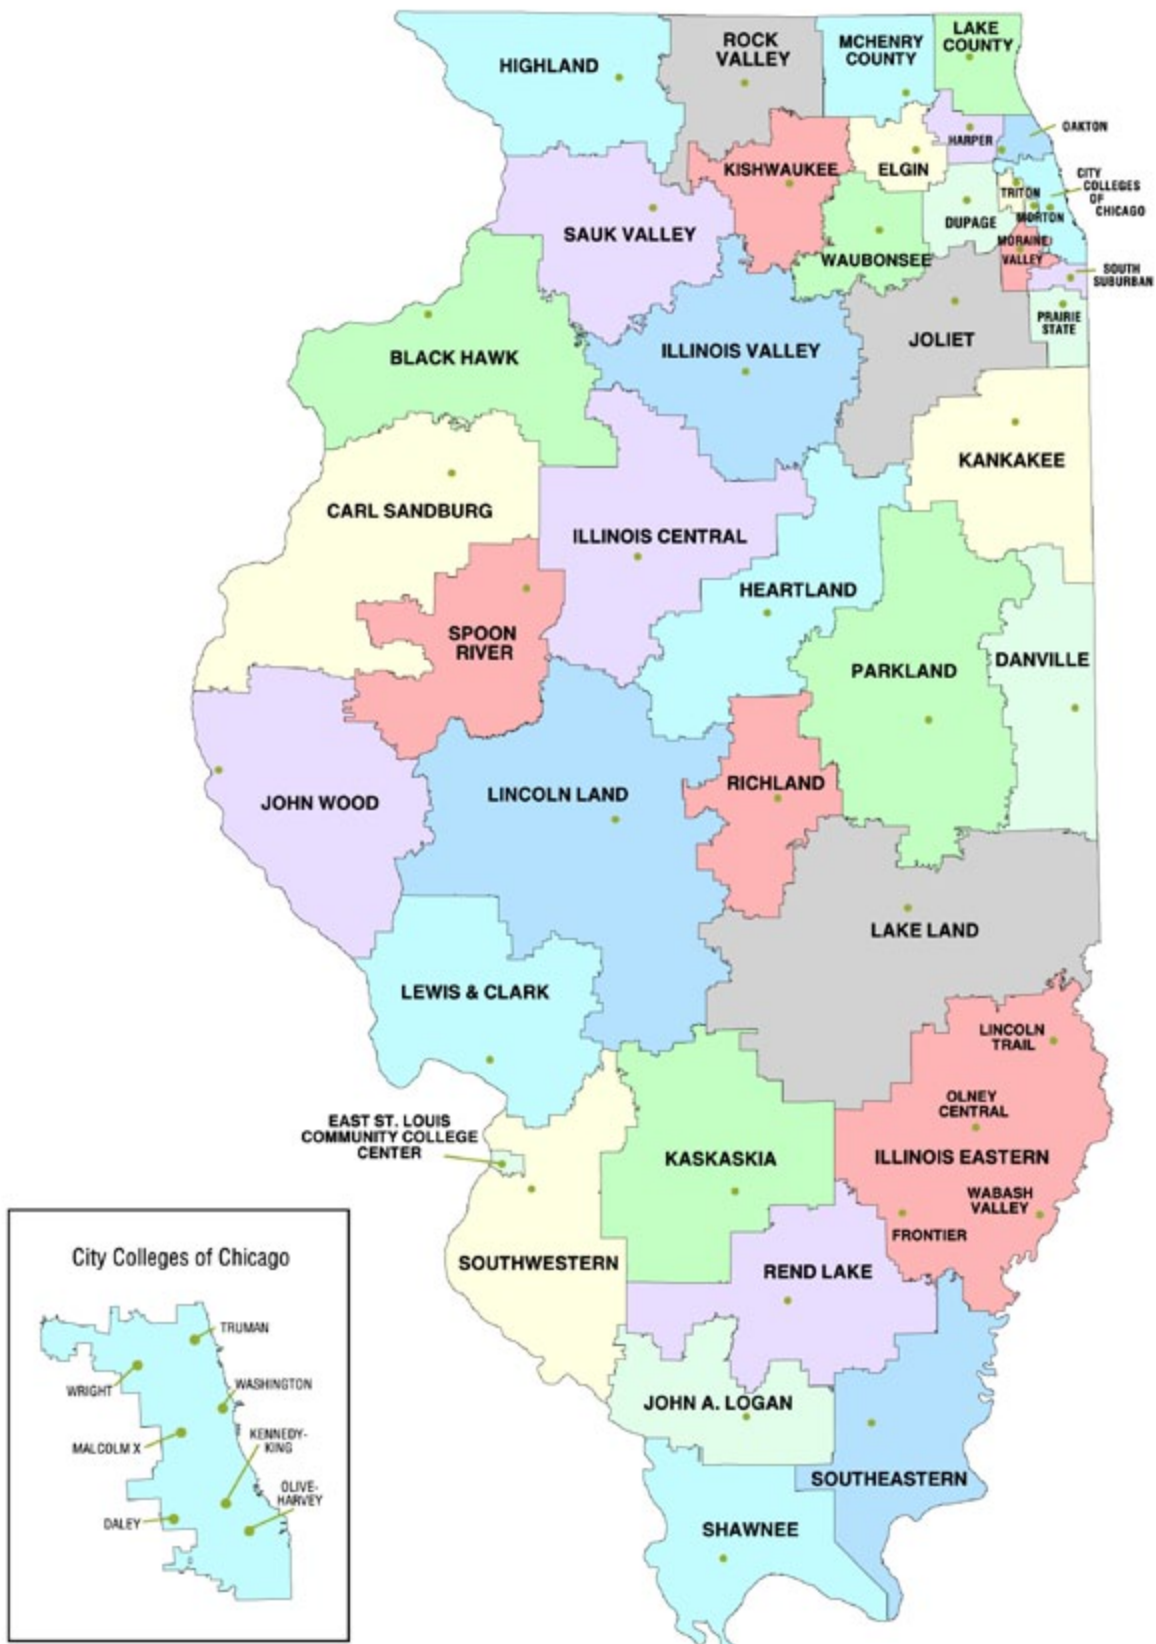 HIGHLAND
ROCK
VALLEY
MCHENRY
COUNTY
LAKE
COUNTY
OAKTON
HARPER
KISHWAUKEE
ELGIN
CITY
COLLEGES
OF
CHICAGO
TRITON
MORTON
DUPAGE
SAUK VALLEY
WAUBONSEE
MORAINE
VALLEY
SOUTH
SUBURBAN
PRAIRIE
STATE
JOLIET
BLACK HAWK
ILLINOIS VALLEY
KANKAKEE
CARL SANDBURG
ILLINOIS CENTRAL
HEARTLAND
SPOON
RIVER
PARKLAND
DANVILLE
JOHN WOOD
LINCOLN LAND
RICHLAND
LAKE LAND
LEWIS & CLARK
LINCOLN
TRAIL
OLNEY
CENTRAL
EAST ST. LOUIS
COMMUNITY COLLEGE
CENTER
KASKASKIA
ILLINOIS EASTERN
WABASH
VALLEY
FRONTIER
SOUTHWESTERN
REND LAKE
JOHN A. LOGAN
SOUTHEASTERN
SHAWNEE
City Colleges of Chicago
TRUMAN
WRIGHT
WASHINGTON
MALCOLM X
KENNEDY-
KING
OLIVE-
HARVEY
DALEY